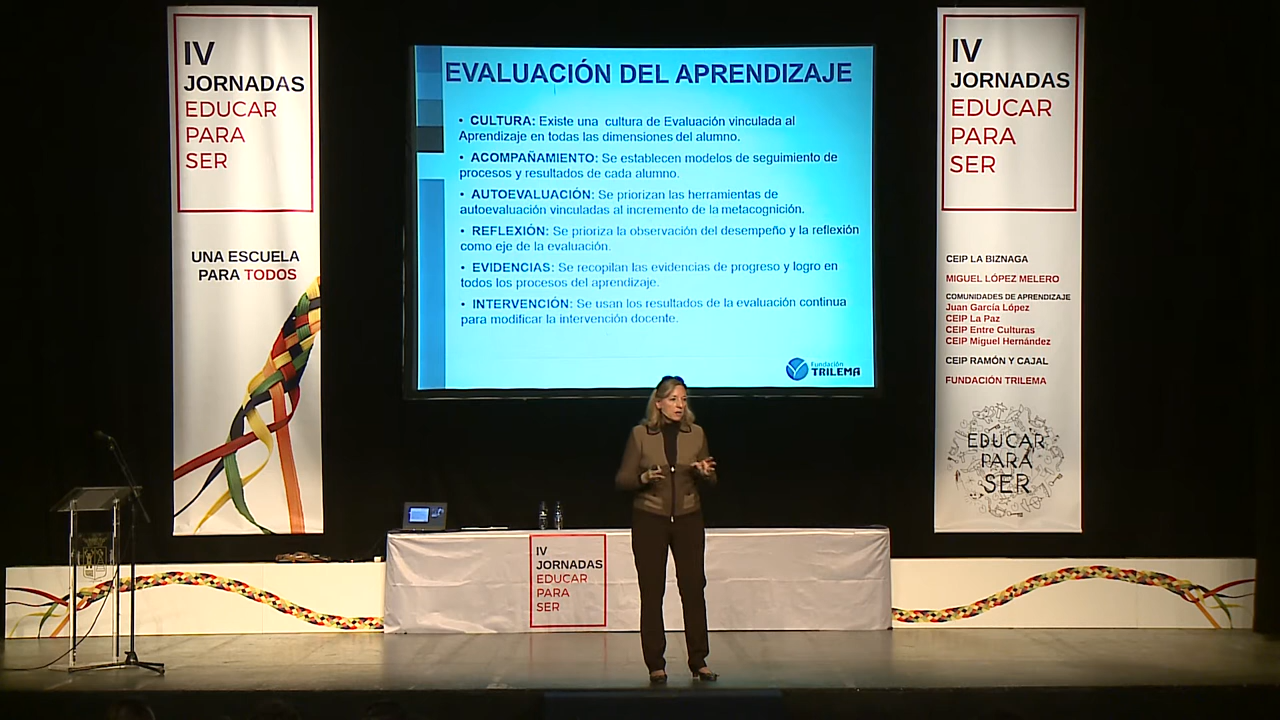 IV
JORNADAS
EDUCAR
PARA
SER
UNA ESCUELA
PARA TODOS
EVALUACIÓN DEL APRENDIZAJE
• CULTURA: Existe una cultura de Evaluación vinculada al
Aprendizaje en todas las dimensiones del alumno.
• ACOMPAÑAMIENTO: Se establecen modelos de seguimiento de
procesos y resultados de cada alumno.
• AUTOEVALUACIÓN: Se priorizan las herramientas de
autoevaluación vinculadas al incremento de la metacognición.
• REFLEXIÓN: Se prioriza la observación del desempeño y la reflexión
como eje de la evaluación.
• EVIDENCIAS: Se recopilan las evidencias de progreso y logro en
todos los procesos del aprendizaje.
• INTERVENCIÓN: Se usan los resultados de la evaluación continua
para modificar la intervención docente.
Fundación
TRILEMA
IV
JORNADAS
EDUCAR
PARA
SER
CEIP LA BIZNAGA
MIGUEL LÓPEZ MELERO
COMUNIDADES DE APRENDIZAJE
Juan García López
CEIP La Paz
CEIP Entre Culturas
CEIP Miguel Hernández
CEIP RAMÓN Y CAJAL
FUNDACIÓN TRILEMA
EDUCAR
PARA
SER
IV
JORNADAS
EDUCAR
PARA
SER